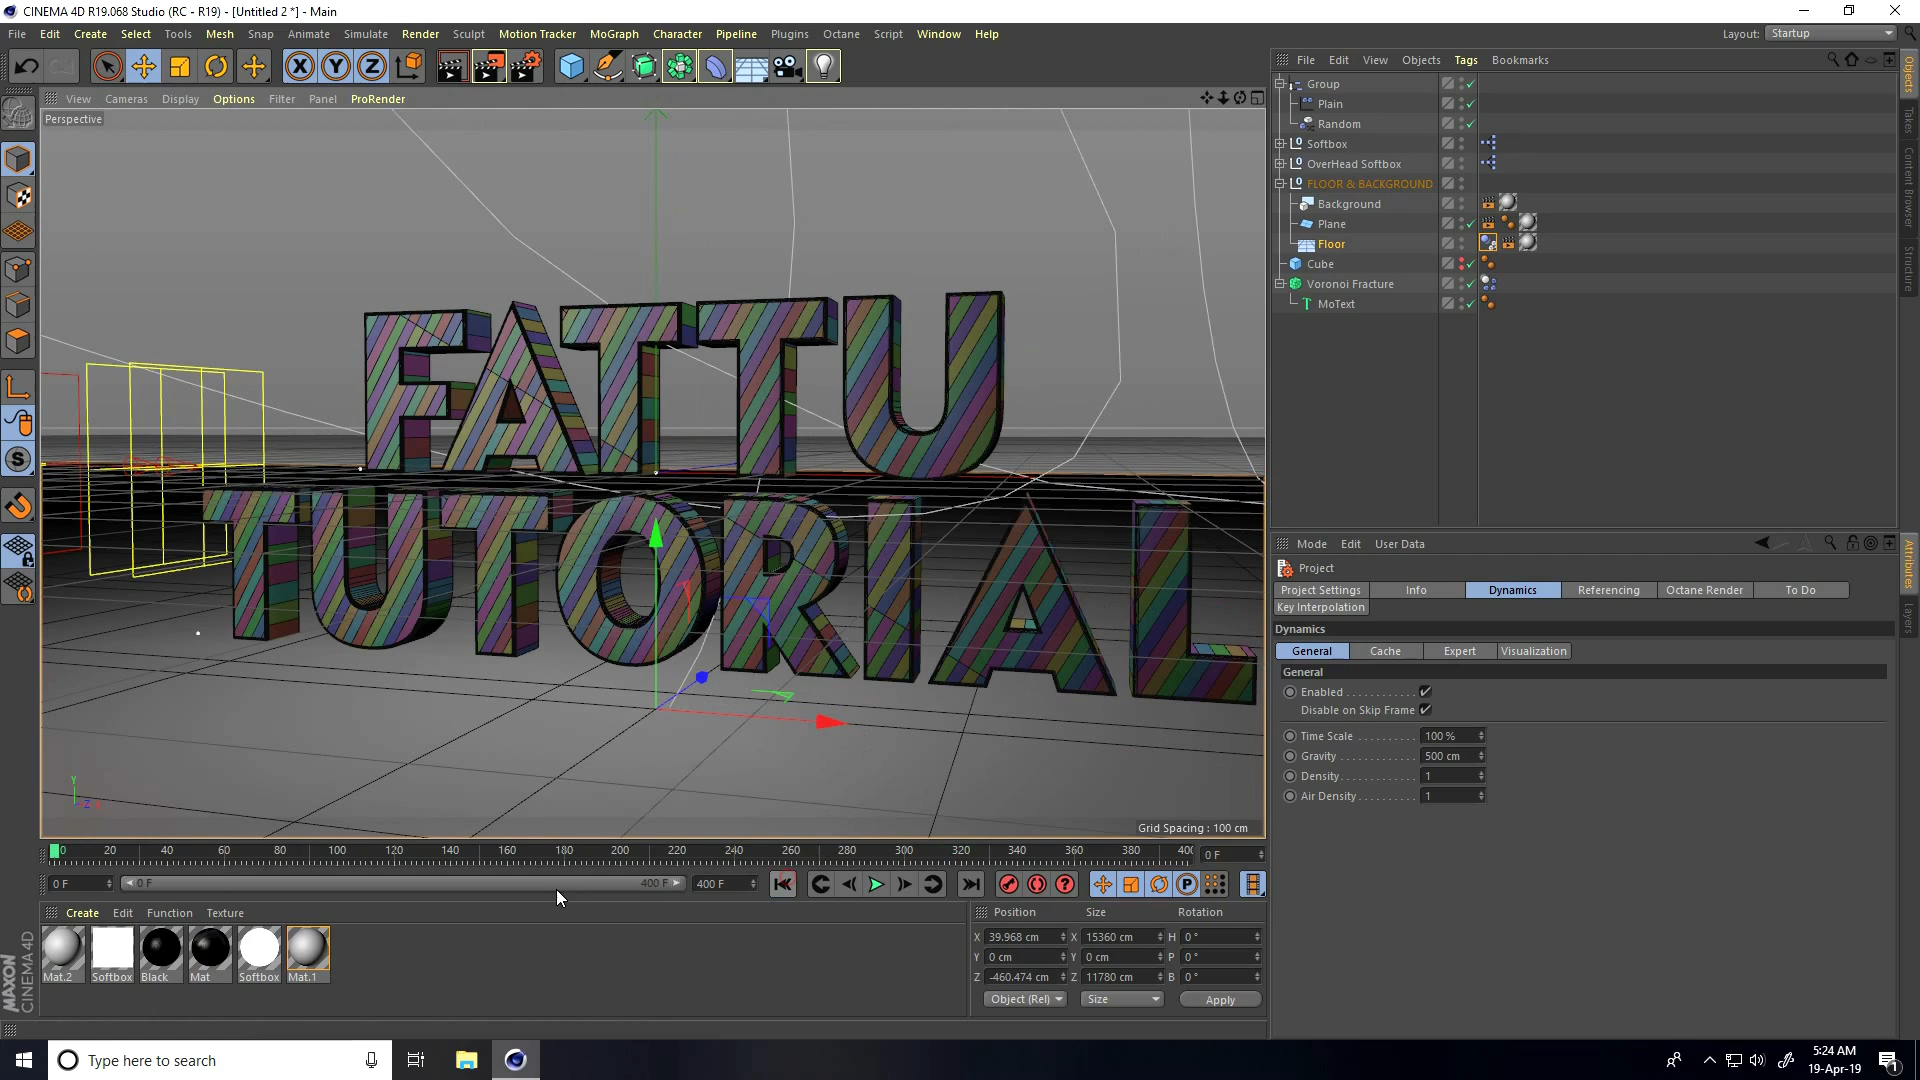 CINEMA 4D R19.068 Studio (RC - R19) - [Untitled 2 *] - Main
File Edit Create Select Tools Mesh Snap Animate Simulate Render Sculpt Motion Tracker MoGraph Character Pipeline Plugins Octane Script Window Help
Layout: Startup
X Y Z
View Cameras Display Options Filter Panel ProRender
Perspective
FATTU
TUTORIAL
Y
Z
Grid Spacing : 100 cm
File Edit View Objects Tags Bookmarks
Group
Plain
Random
Softbox
OverHead Softbox
FLOOR & BACKGROUND
Background
Plane
Floor
Cube
Voronoi Fracture
MoText
Objects
Takes
Content Browser
Structure
Mode Edit User Data
Project
Project Settings Info Dynamics Referencing Octane Render To Do
Key Interpolation
Dynamics
General Cache Expert Visualization
General
Enabled
Disable on Skip Frame
Time Scale 100 %
Gravity 500 cm
Density 1
Air Density 1
Attributes
Layers
0 20 40 60 80 100 120 140 160 180 200 220 240 260 280 300 320 340 360 380 400 0 F
0 F 0 F 400 F 400 F
Create Edit Function Texture
Mat.2 Softbox Black Mat Softbox Mat.1
Position Size Rotation
X 39.968 cm X 15360 cm H 0 °
Y 0 cm Y 0 cm P 0 °
Z -460.474 cm Z 11780 cm B 0 °
Object (Rel) Size Apply
MAXON
CINEMA 4D
Type here to search
5:24 AM
19-Apr-19
1